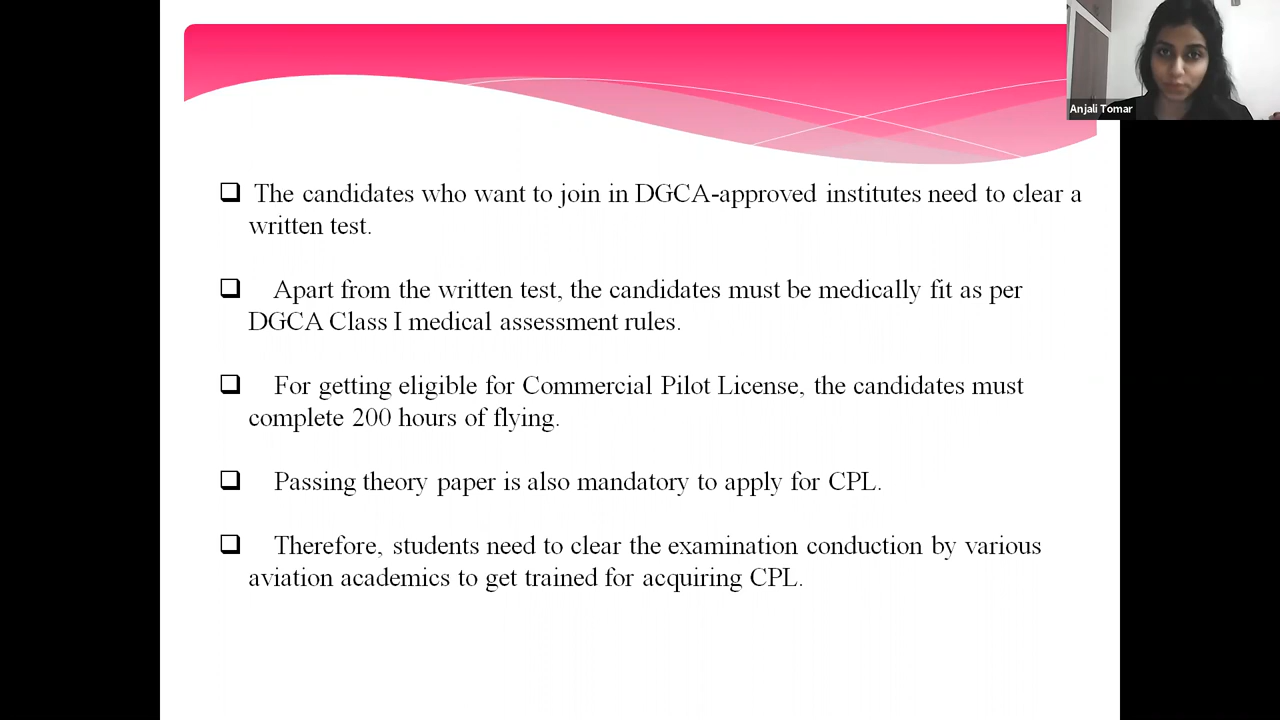 Anjali Tomar
The candidates who want to join in DGCA-approved institutes need to clear a
written test.
Apart from the written test, the candidates must be medically fit as per
DGCA Class I medical assessment rules.
For getting eligible for Commercial Pilot License, the candidates must
complete 200 hours of flying.
Passing theory paper is also mandatory to apply for CPL.
Therefore, students need to clear the examination conduction by various
aviation academics to get trained for acquiring CPL.